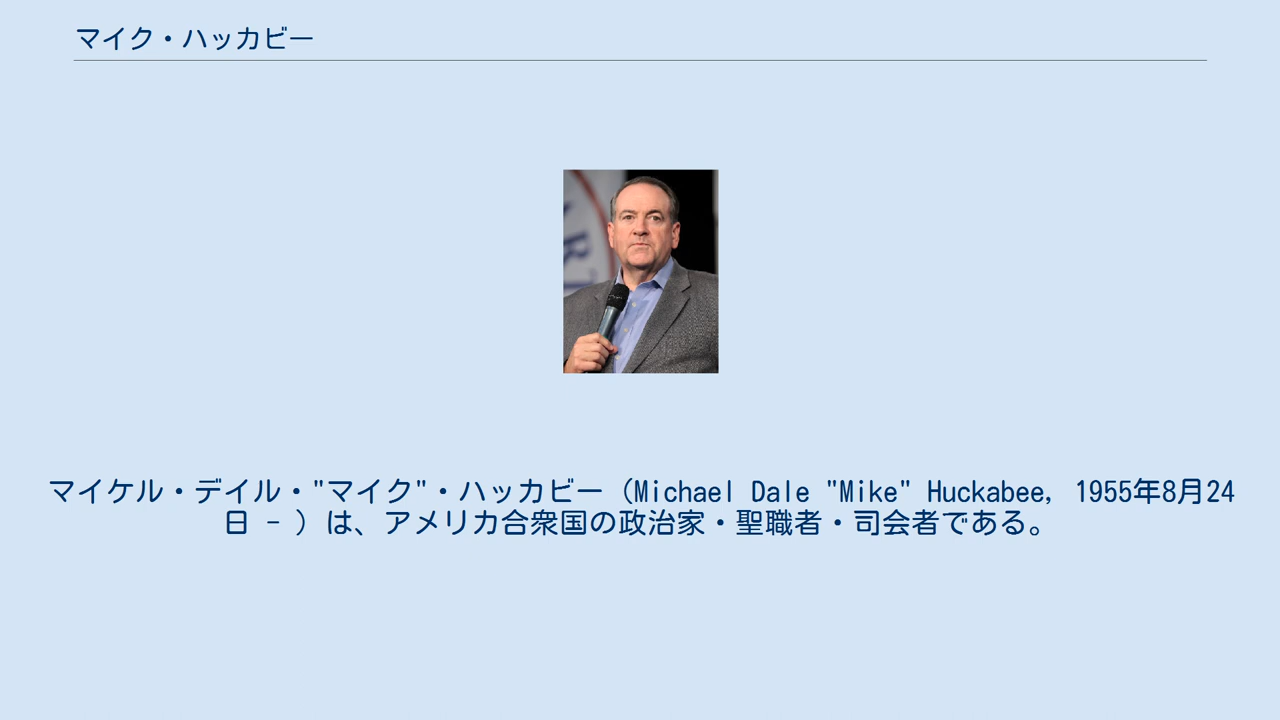 マイク・ハッカビー
マイケル・デイル・"マイク"・ハッカビー（Michael Dale "Mike" Huckabee, 1955年8月24
日 - ）は、アメリカ合衆国の政治家・聖職者・司会者である。